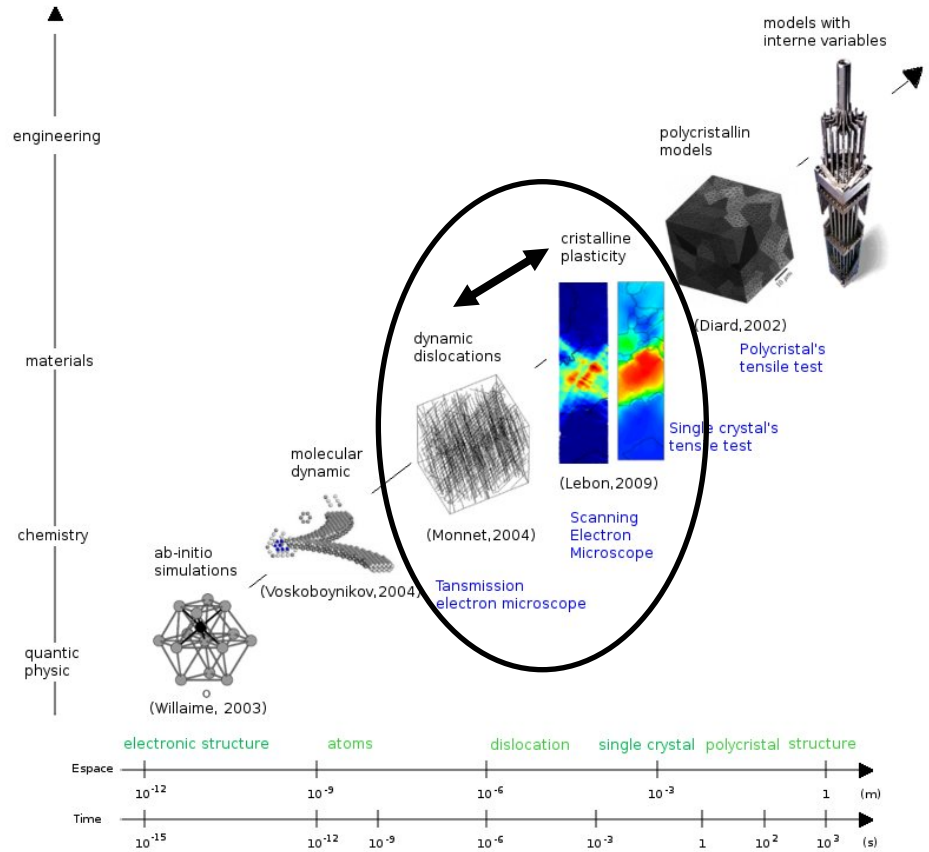 models with
interne variables
engineering
polycristallin
models
cristalline
plasticity
10 µm
(Diard,2002)
dynamic
dislocations
Polycristal's
tensile test
materials
Single crystal's
tensile test
molecular
dynamic
(Lebon,2009)
Scanning
Electron
Microscope
(Monnet,2004)
chemistry
ab-initio
simulations
(Voskoboynikov,2004)
Tansmission
electron microscope
quantic
physic
(Willaime, 2003)
electronic structure atoms dislocation single crystal polycristal structure
Espace
10-12 10-9 10-6 10-3 1 (m)
Time
10-15 10-12 10-9 10-6 10-3 1 102 103 (s)